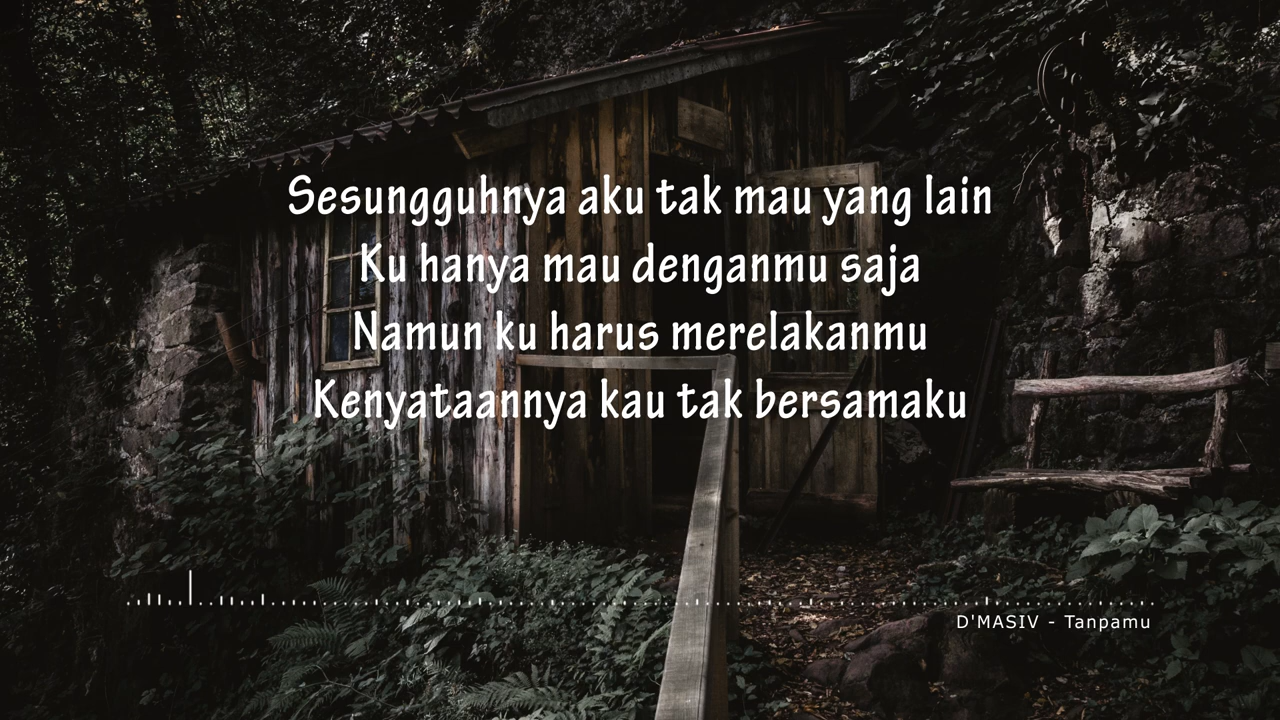 Sesungguhnya aku tak mau yang lain
Ku hanya mau denganmu saja
Namun ku harus merelakanmu
Kenyataannya kau tak bersamaku
D'MASIV - Tanpamu